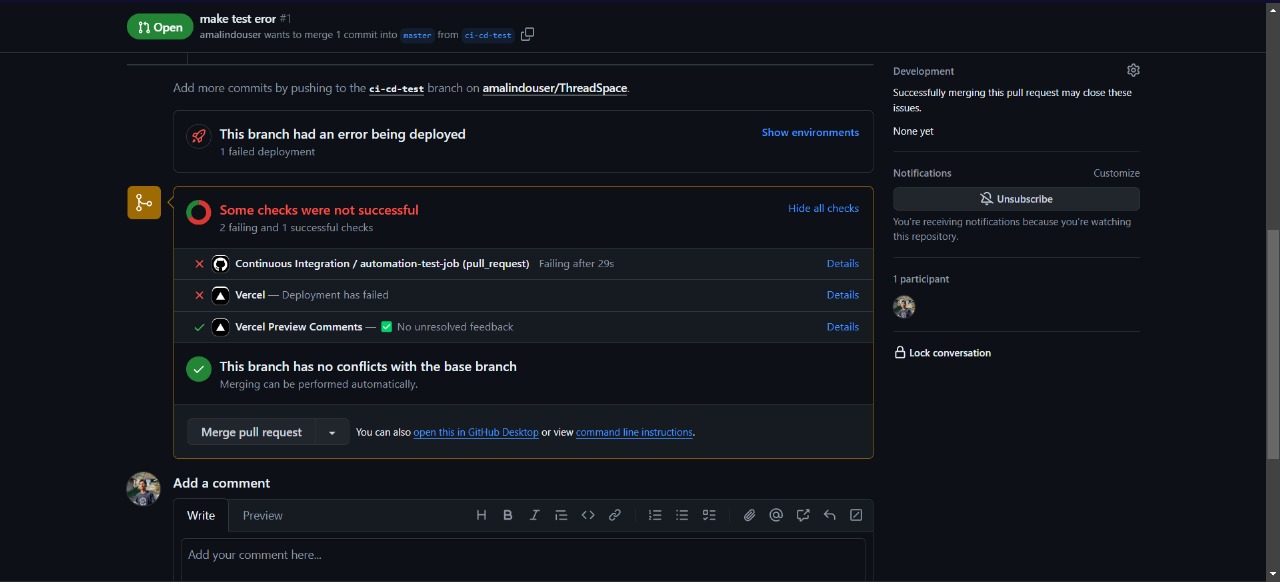 Open
make test eror #1
amalindouser wants to merge 1 commit into master from ci-cd-test
Add more commits by pushing to the ci-cd-test branch on amalindouser/ThreadSpace.
This branch had an error being deployed
Show environments
1 failed deployment
Some checks were not successful
Hide all checks
2 failing and 1 successful checks
Continuous Integration / automation-test-job (pull_request) Failing after 29s
Details
Vercel — Deployment has failed
Details
Vercel Preview Comments — ✅ No unresolved feedback
Details
This branch has no conflicts with the base branch
Merging can be performed automatically.
Merge pull request
You can also open this in GitHub Desktop or view command line instructions.
Add a comment
Write
Preview
Add your comment here...
Development
Successfully merging this pull request may close these
issues.
None yet
Notifications
Customize
Unsubscribe
You're receiving notifications because you're watching
this repository.
1 participant
Lock conversation